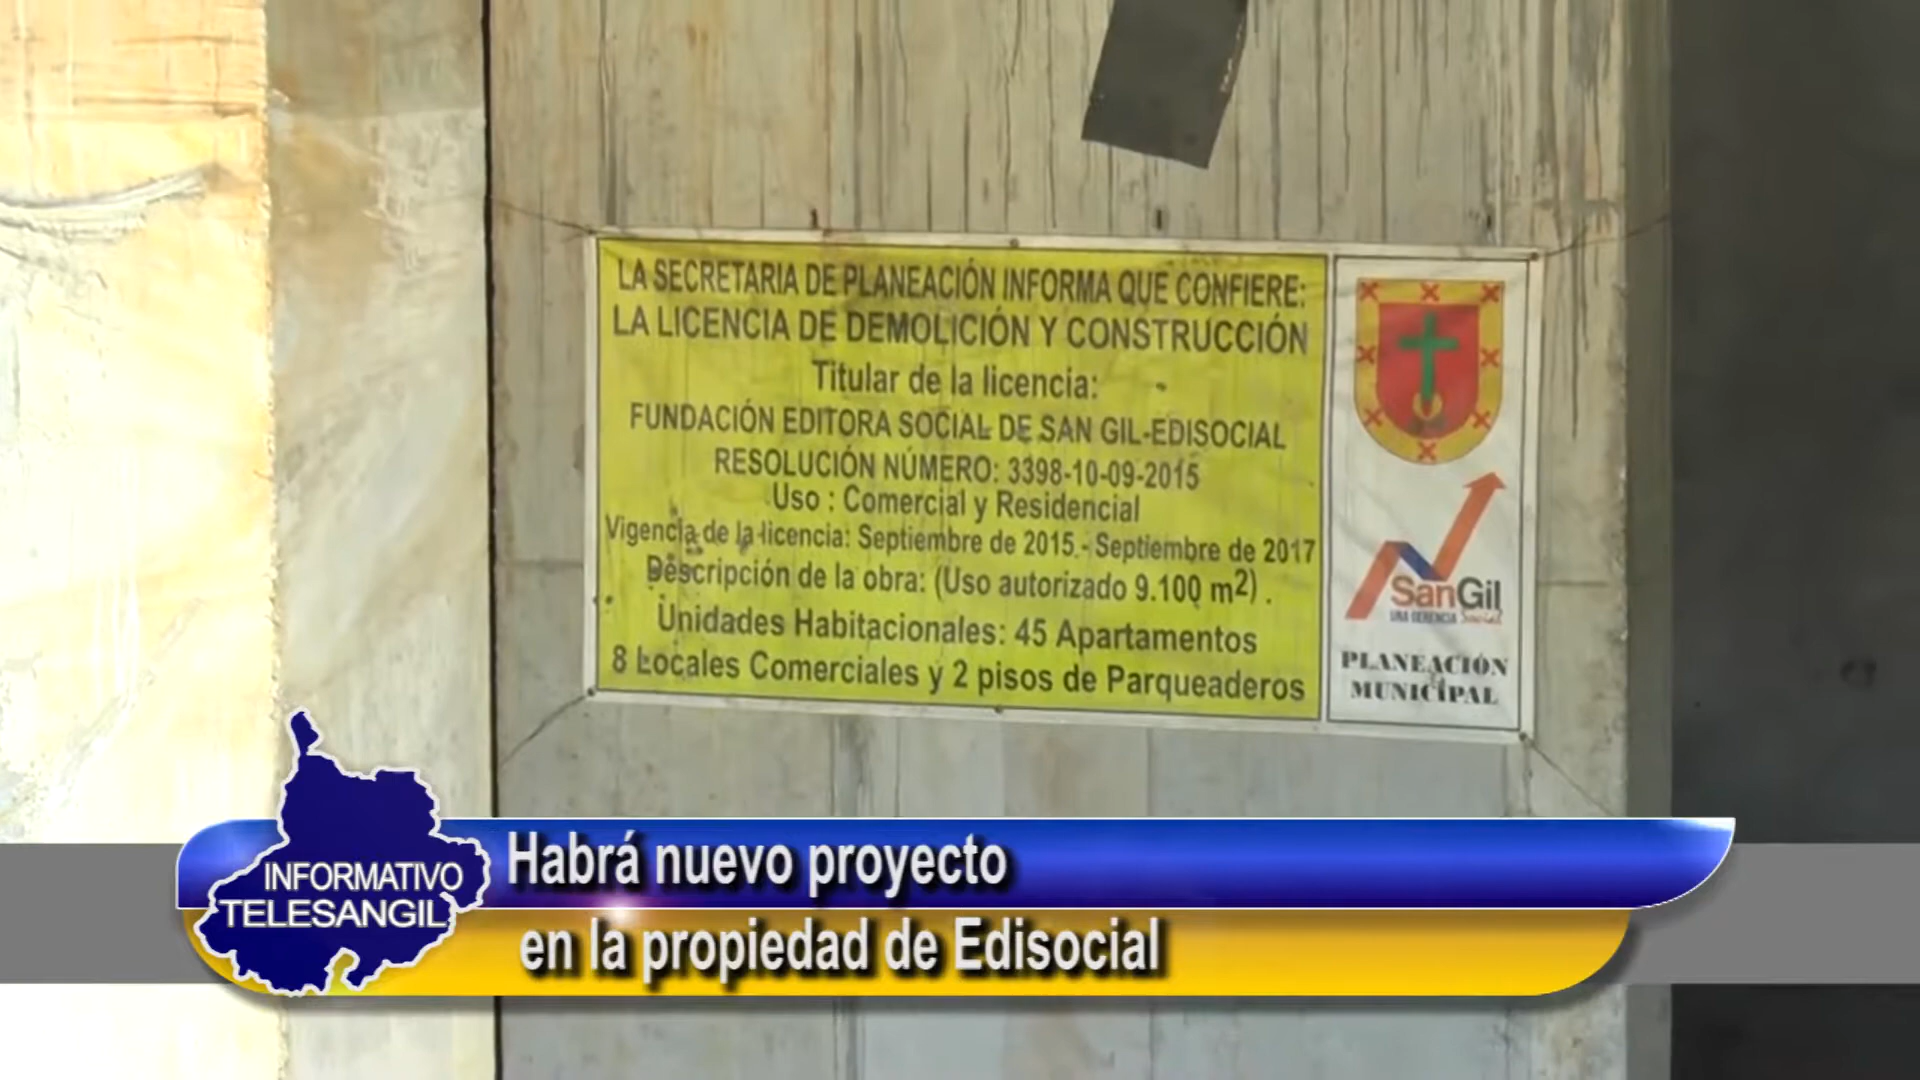 LA SECRETARIA DE PLANEACIÓN INFORMA QUE CONFIERE:
LA LICENCIA DE DEMOLICIÓN Y CONSTRUCCIÓN
Titular de la licencia:
FUNDACIÓN EDITORA SOCIAL DE SAN GIL-EDISOCIAL
RESOLUCIÓN NÚMERO: 3398-10-09-2015
Uso : Comercial y Residencial
Vigencia de la licencia: Septiembre de 2015 - Septiembre de 2017
Descripción de la obra: (Uso autorizado 9.100 m2) .
Unidades Habitacionales: 45 Apartamentos
8 Locales Comerciales y 2 pisos de Parqueaderos
SanGil
UNA GERENCIA Social
PLANEACIÓN
MUNICIPAL
INFORMATIVO
TELESANGIL
Habrá nuevo proyecto
en la propiedad de Edisocial